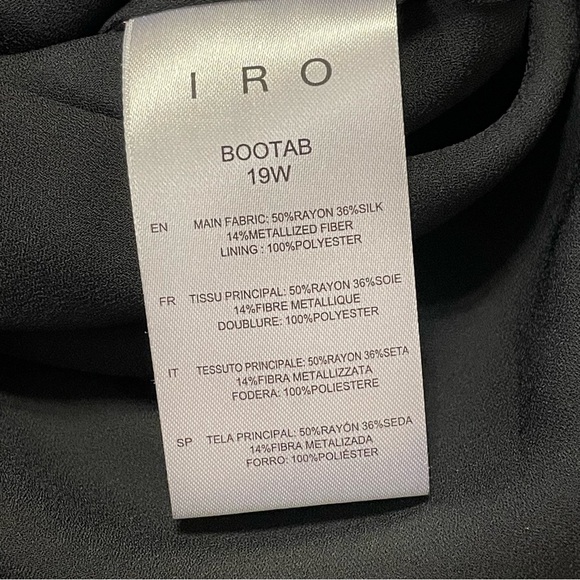 IRO
BOOTAB
19W
EN MAIN FABRIC: 50%RAYON 36%SILK
14%METALLIZED FIBER
LINING : 100%POLYESTER
FR TISSU PRINCIPAL: 50%RAYON 36%SOIE
14%FIBRE METALLIQUE
DOUBLURE: 100%POLYESTER
IT TESSUTO PRINCIPALE: 50%RAYON 36%SETA
14%FIBRA METALLIZZATA
FODERA: 100%POLIESTERE
SP TELA PRINCIPAL: 50%RAYÓN 36%SEDA
14%FIBRA METALIZADA
FORRO: 100%POLIÉSTER